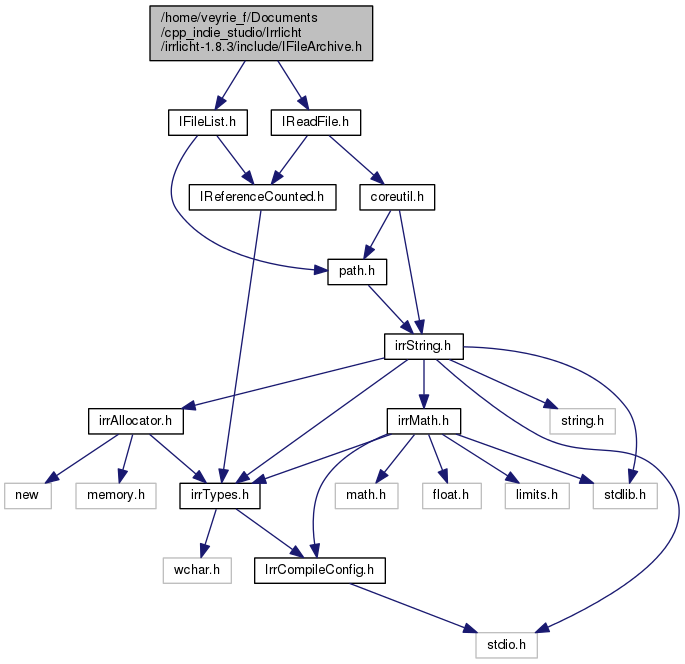 /home/veyrie_f/Documents
/cpp_indie_studio/Irrlicht
/irrlicht-1.8.3/include/IFileArchive.h
IFileList.h
IReadFile.h
IReferenceCounted.h
coreutil.h
path.h
irrString.h
irrAllocator.h
irrMath.h
string.h
new
memory.h
irrTypes.h
math.h
float.h
limits.h
stdlib.h
wchar.h
IrrCompileConfig.h
stdio.h